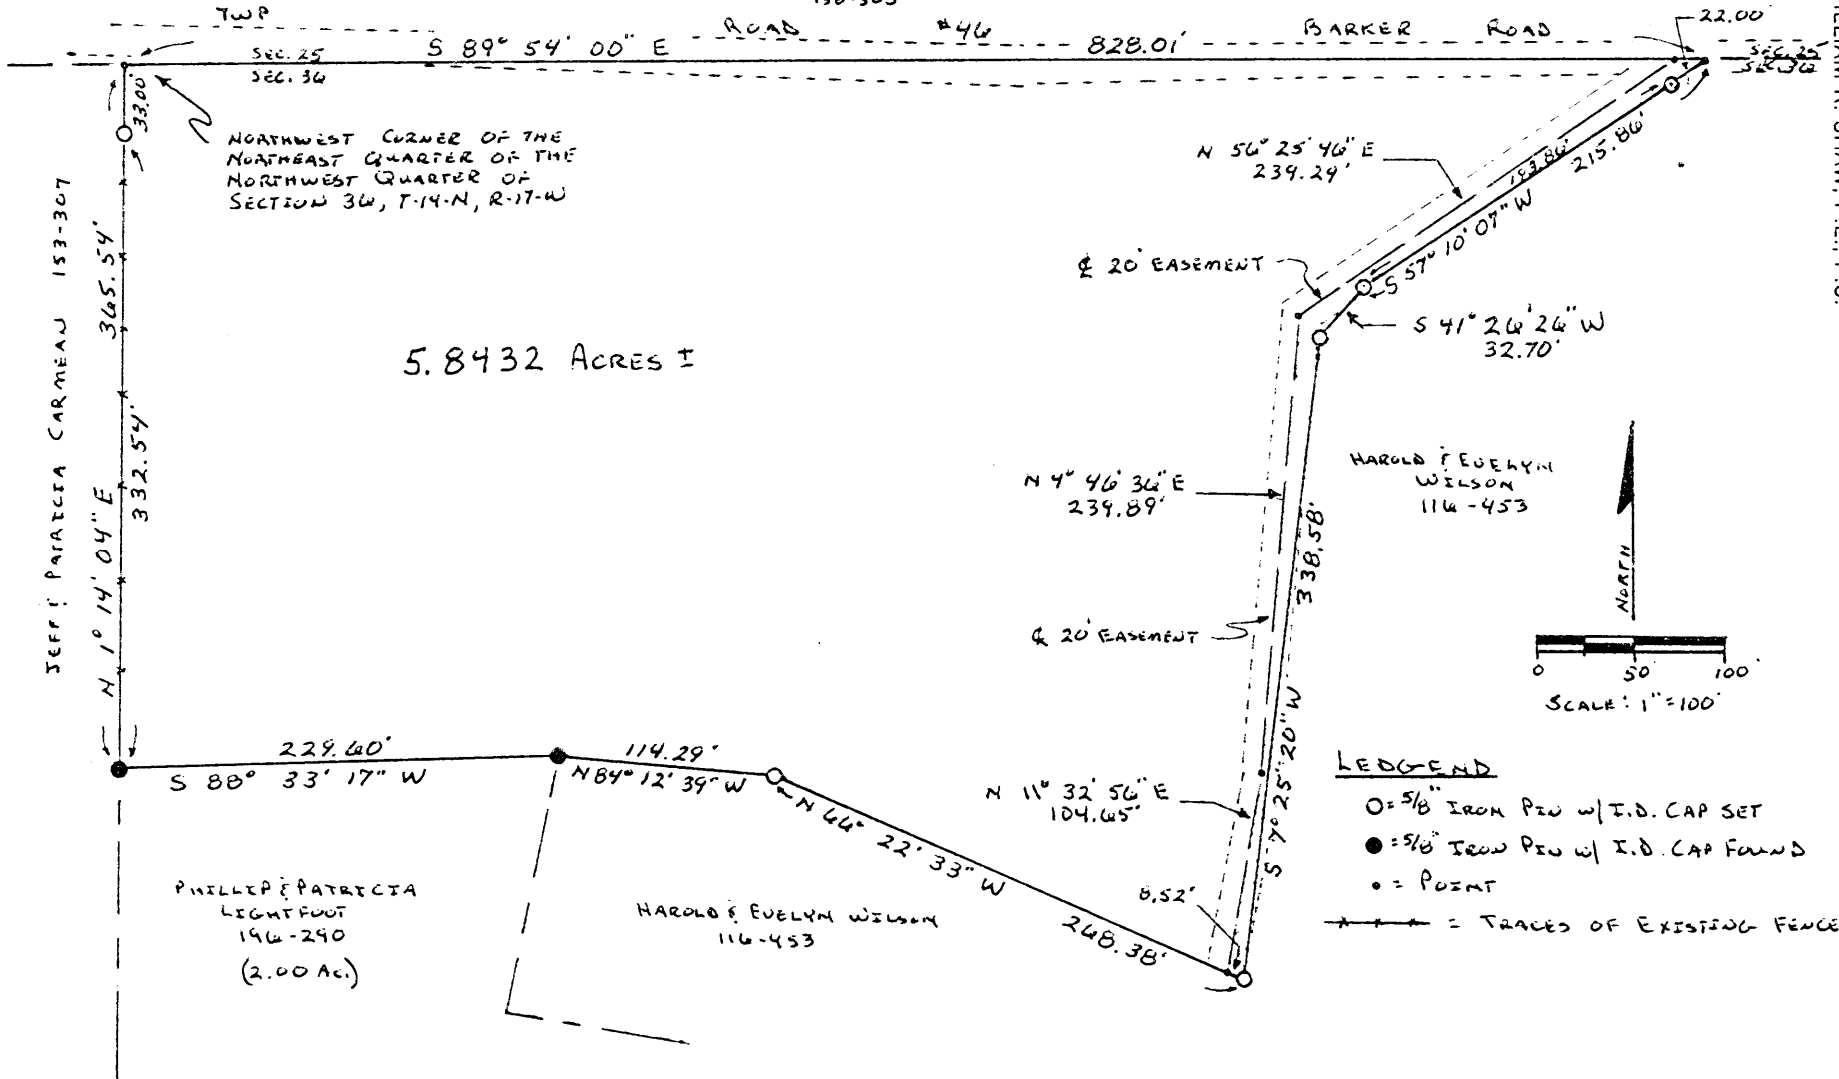 TWP ROAD #46 BARKER ROAD
22.00'
SEC. 25
SEC. 36
S 89° 54' 00" E
828.01'
SEC. 25
SEC. 36
33.00'
NORTHWEST CORNER OF THE
NORTHEAST QUARTER OF THE
NORTHWEST QUARTER OF
SECTION 36, T-14-N, R-17-W
JEFF & PATRICIA CARMEAN 153-307
N 1° 14' 04" E
365.54'
332.54'
5.8432 ACRES ±
N 56° 25' 46" E
239.29'
193.86'
215.86'
S 57° 10' 07" W
℄ 20' EASEMENT
S 41° 26' 26" W
32.70'
N 4° 46' 36" E
239.89'
HAROLD & EVELYN
WILSON
116-453
338.58'
S 7° 25' 20" W
℄ 20' EASEMENT
NORTH
0 50' 100'
SCALE: 1"=100'
229.60'
S 88° 33' 17" W
114.29'
N 84° 12' 39" W
N 66° 22' 33" W
268.38'
N 11° 32' 56" E
104.65'
8.52'
LEDGEND
O= 5/8" IRON PIN W/ I.D. CAP SET
● = 5/8" IRON PIN W/ I.D. CAP FOUND
• = POINT
= TRACES OF EXISTING FENCE
PHILLIP & PATRICIA
LIGHTFOOT
196-290
(2.00 AC.)
HAROLD & EVELYN WILSON
116-453